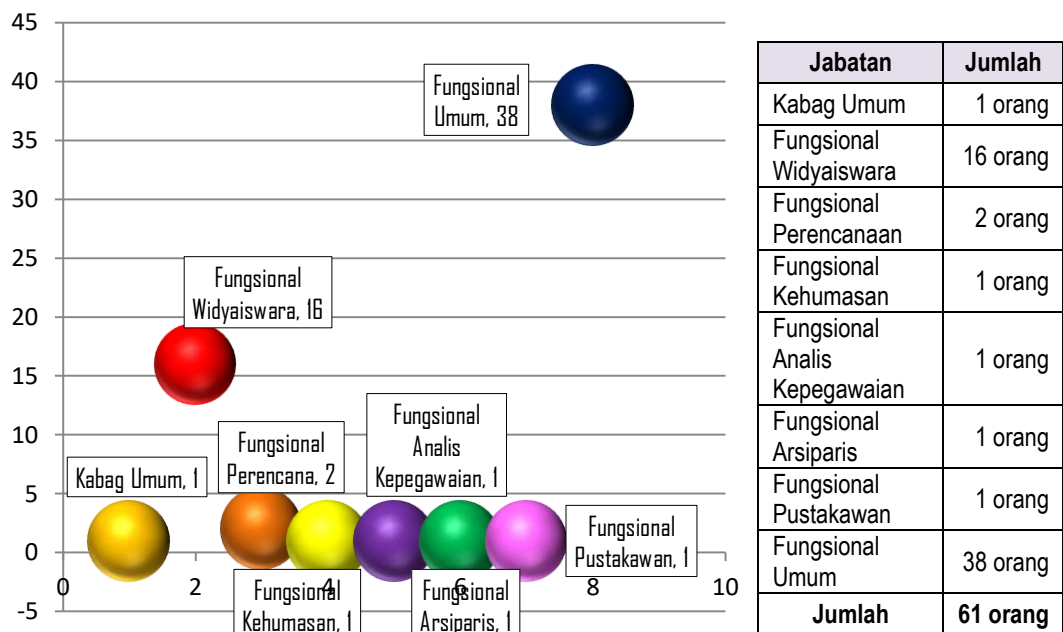 45
40
35
30
25
20
15
10
5
0
-5
0 2 4 6 8 10
Fungsional
Umum, 38
Fungsional
Widyaiswara, 16
Fungsional
Perencana, 2
Fungsional
Analis
Kepegawaian, 1
Kabag Umum, 1
Fungsional
Pustakawan, 1
Fungsional
Kehumasan, 1
Fungsional
Arsiparis, 1
Jabatan Jumlah
Kabag Umum 1 orang
Fungsional
Widyaiswara 16 orang
Fungsional
Perencanaan 2 orang
Fungsional
Kehumasan 1 orang
Fungsional
Analis 1 orang
Kepegawaian
Fungsional
Arsiparis 1 orang
Fungsional
Pustakawan 1 orang
Fungsional
Umum 38 orang
Jumlah 61 orang